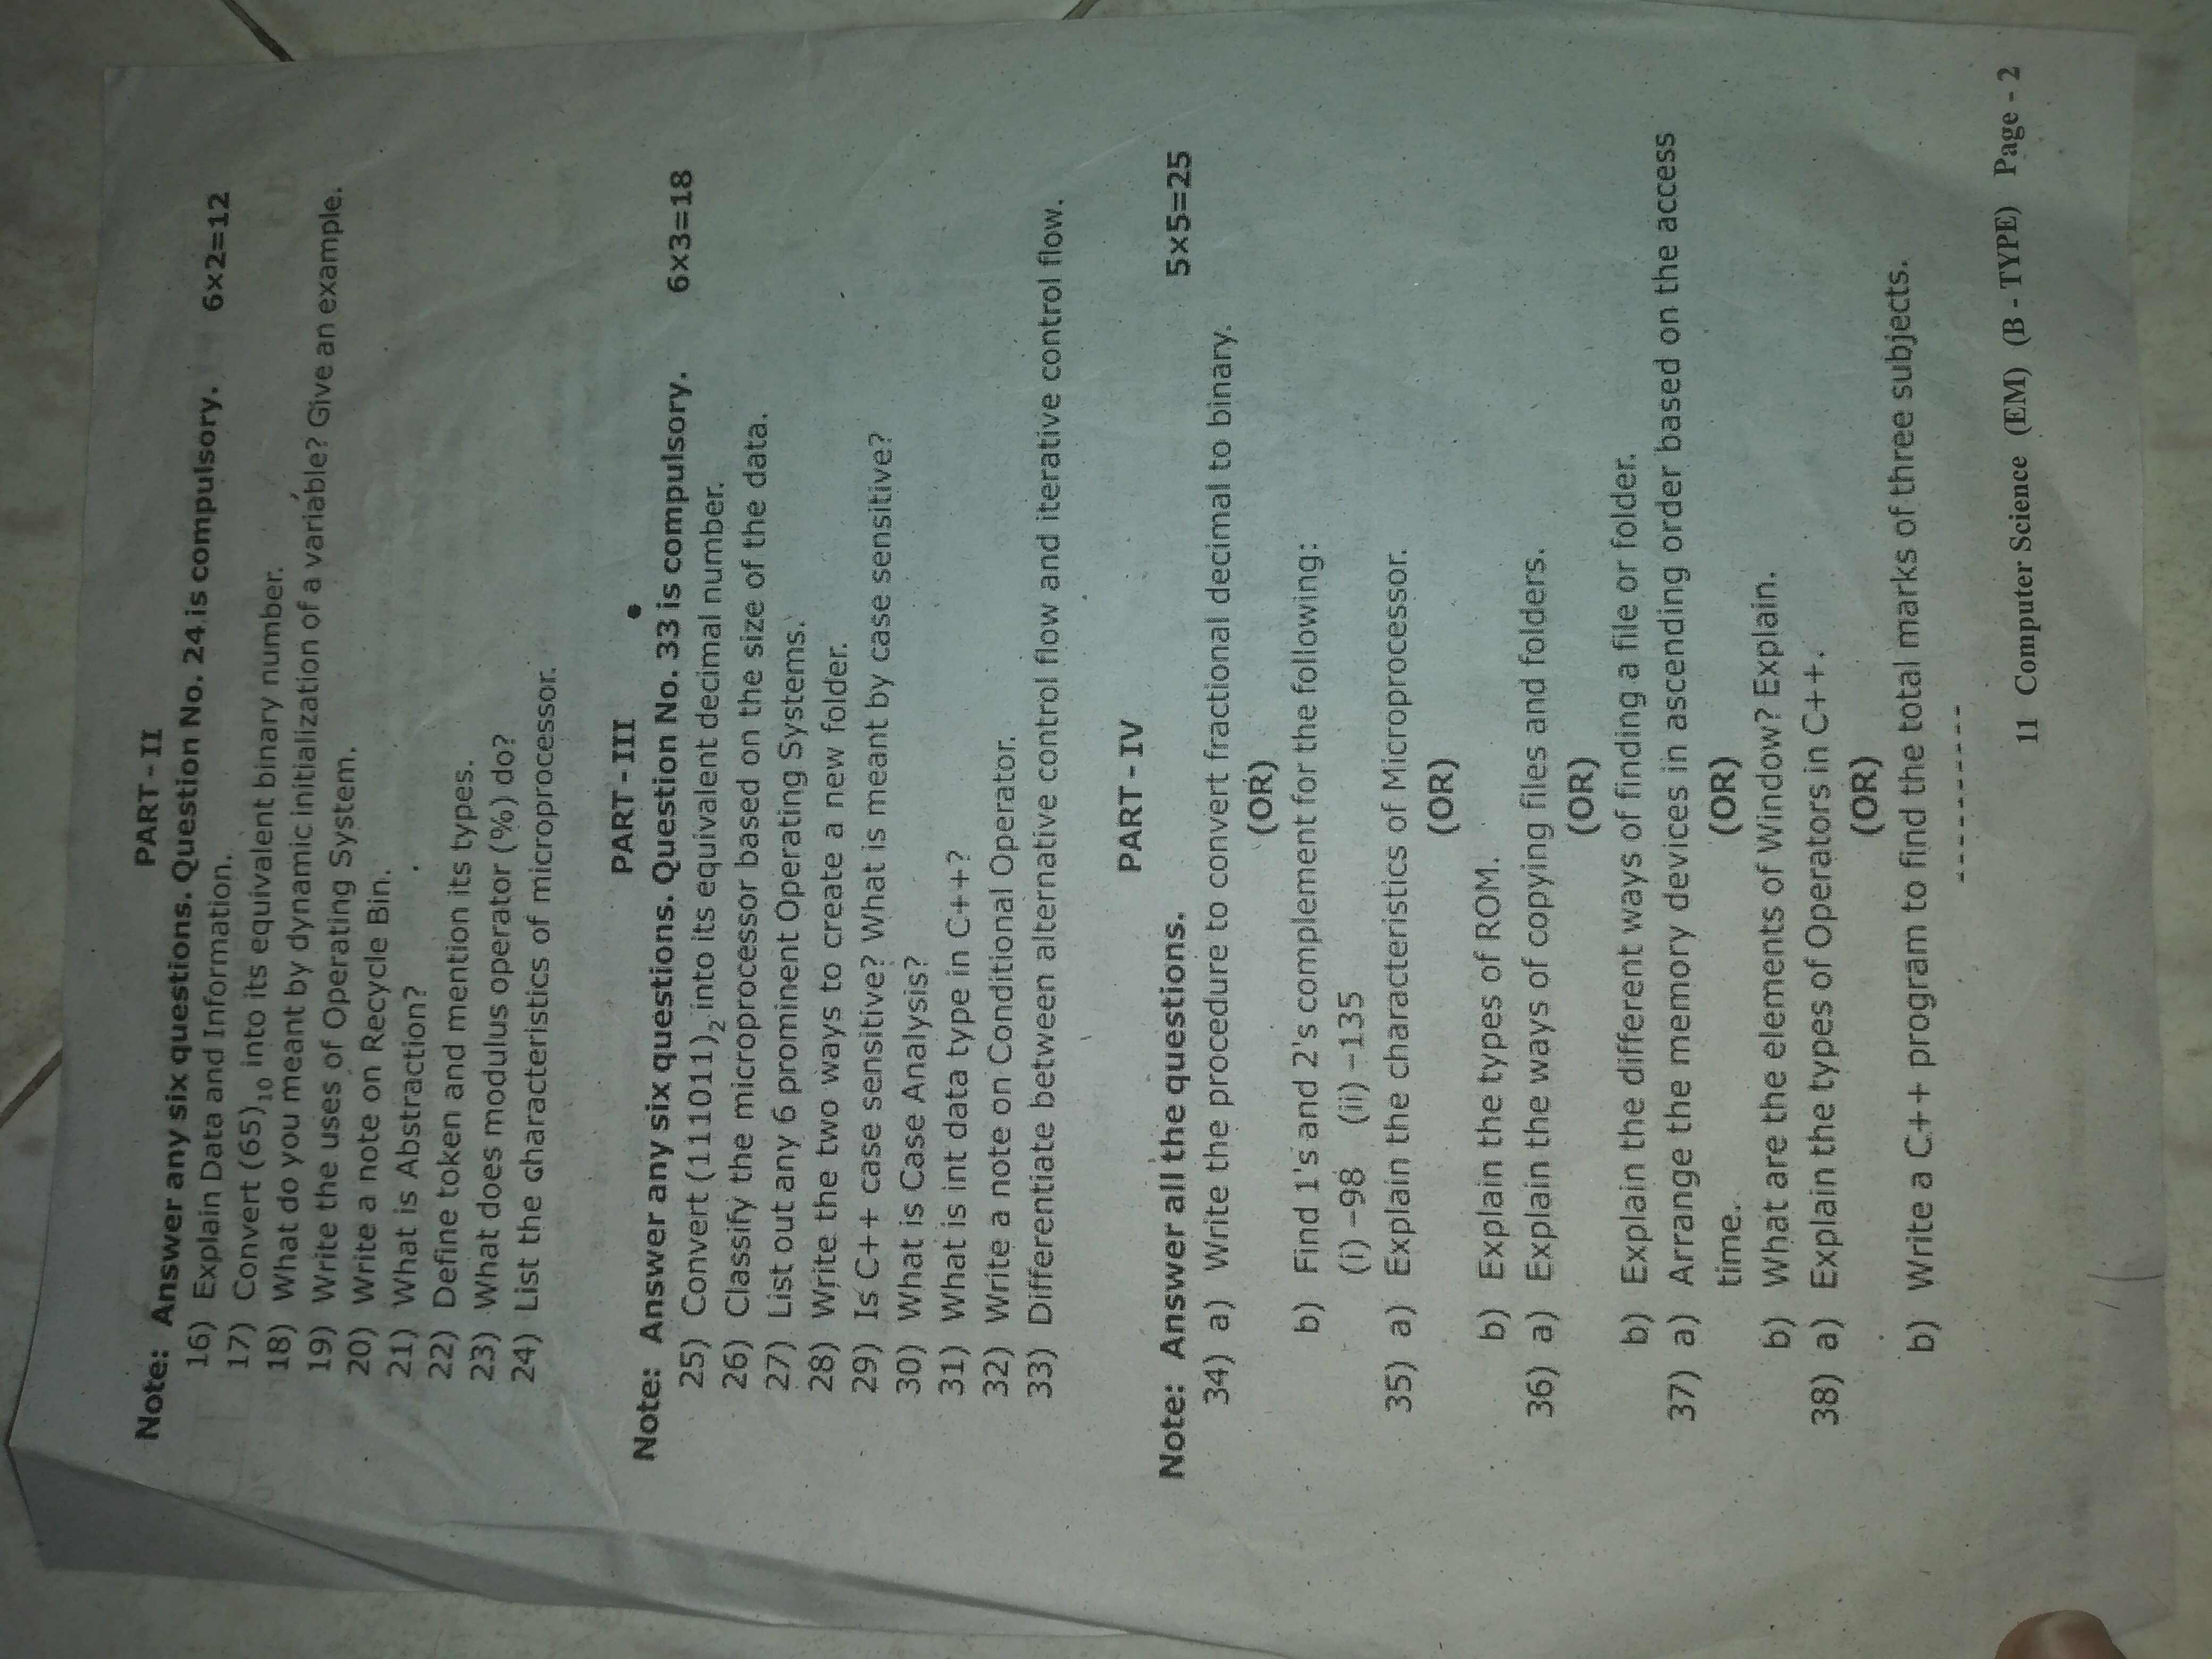 PART - II
Note: Answer any six questions. Question No. 24 is compulsory. 6×2=12
16) Explain Data and Information.
17) Convert (65)₁₀ into its equivalent binary number.
18) What do you meant by dynamic initialization of a variable? Give an example.
19) Write the uses of Operating System.
20) Write a note on Recycle Bin.
21) What is Abstraction?
22) Define token and mention its types.
23) What does modulus operator (%) do?
24) List the characteristics of microprocessor.
PART - III
Note: Answer any six questions. Question No. 33 is compulsory. 6×3=18
25) Convert (111011)₂ into its equivalent decimal number.
26) Classify the microprocessor based on the size of the data.
27) List out any 6 prominent Operating Systems.
28) Write the two ways to create a new folder.
29) Is C++ case sensitive? What is meant by case sensitive?
30) What is Case Analysis?
31) What is int data type in C++?
32) Write a note on Conditional Operator.
33) Differentiate between alternative control flow and iterative control flow.
PART - IV
Note: Answer all the questions. 5×5=25
34) a) Write the procedure to convert fractional decimal to binary.
(OR)
b) Find 1's and 2's complement for the following:
(i) –98 (ii) –135
35) a) Explain the characteristics of Microprocessor.
(OR)
b) Explain the types of ROM.
36) a) Explain the ways of copying files and folders.
(OR)
b) Explain the different ways of finding a file or folder.
37) a) Arrange the memory devices in ascending order based on the access
time. (OR)
b) What are the elements of Window? Explain.
38) a) Explain the types of Operators in C++.
(OR)
b) Write a C++ program to find the total marks of three subjects.
----------
11 Computer Science (EM) (B - TYPE) Page - 2